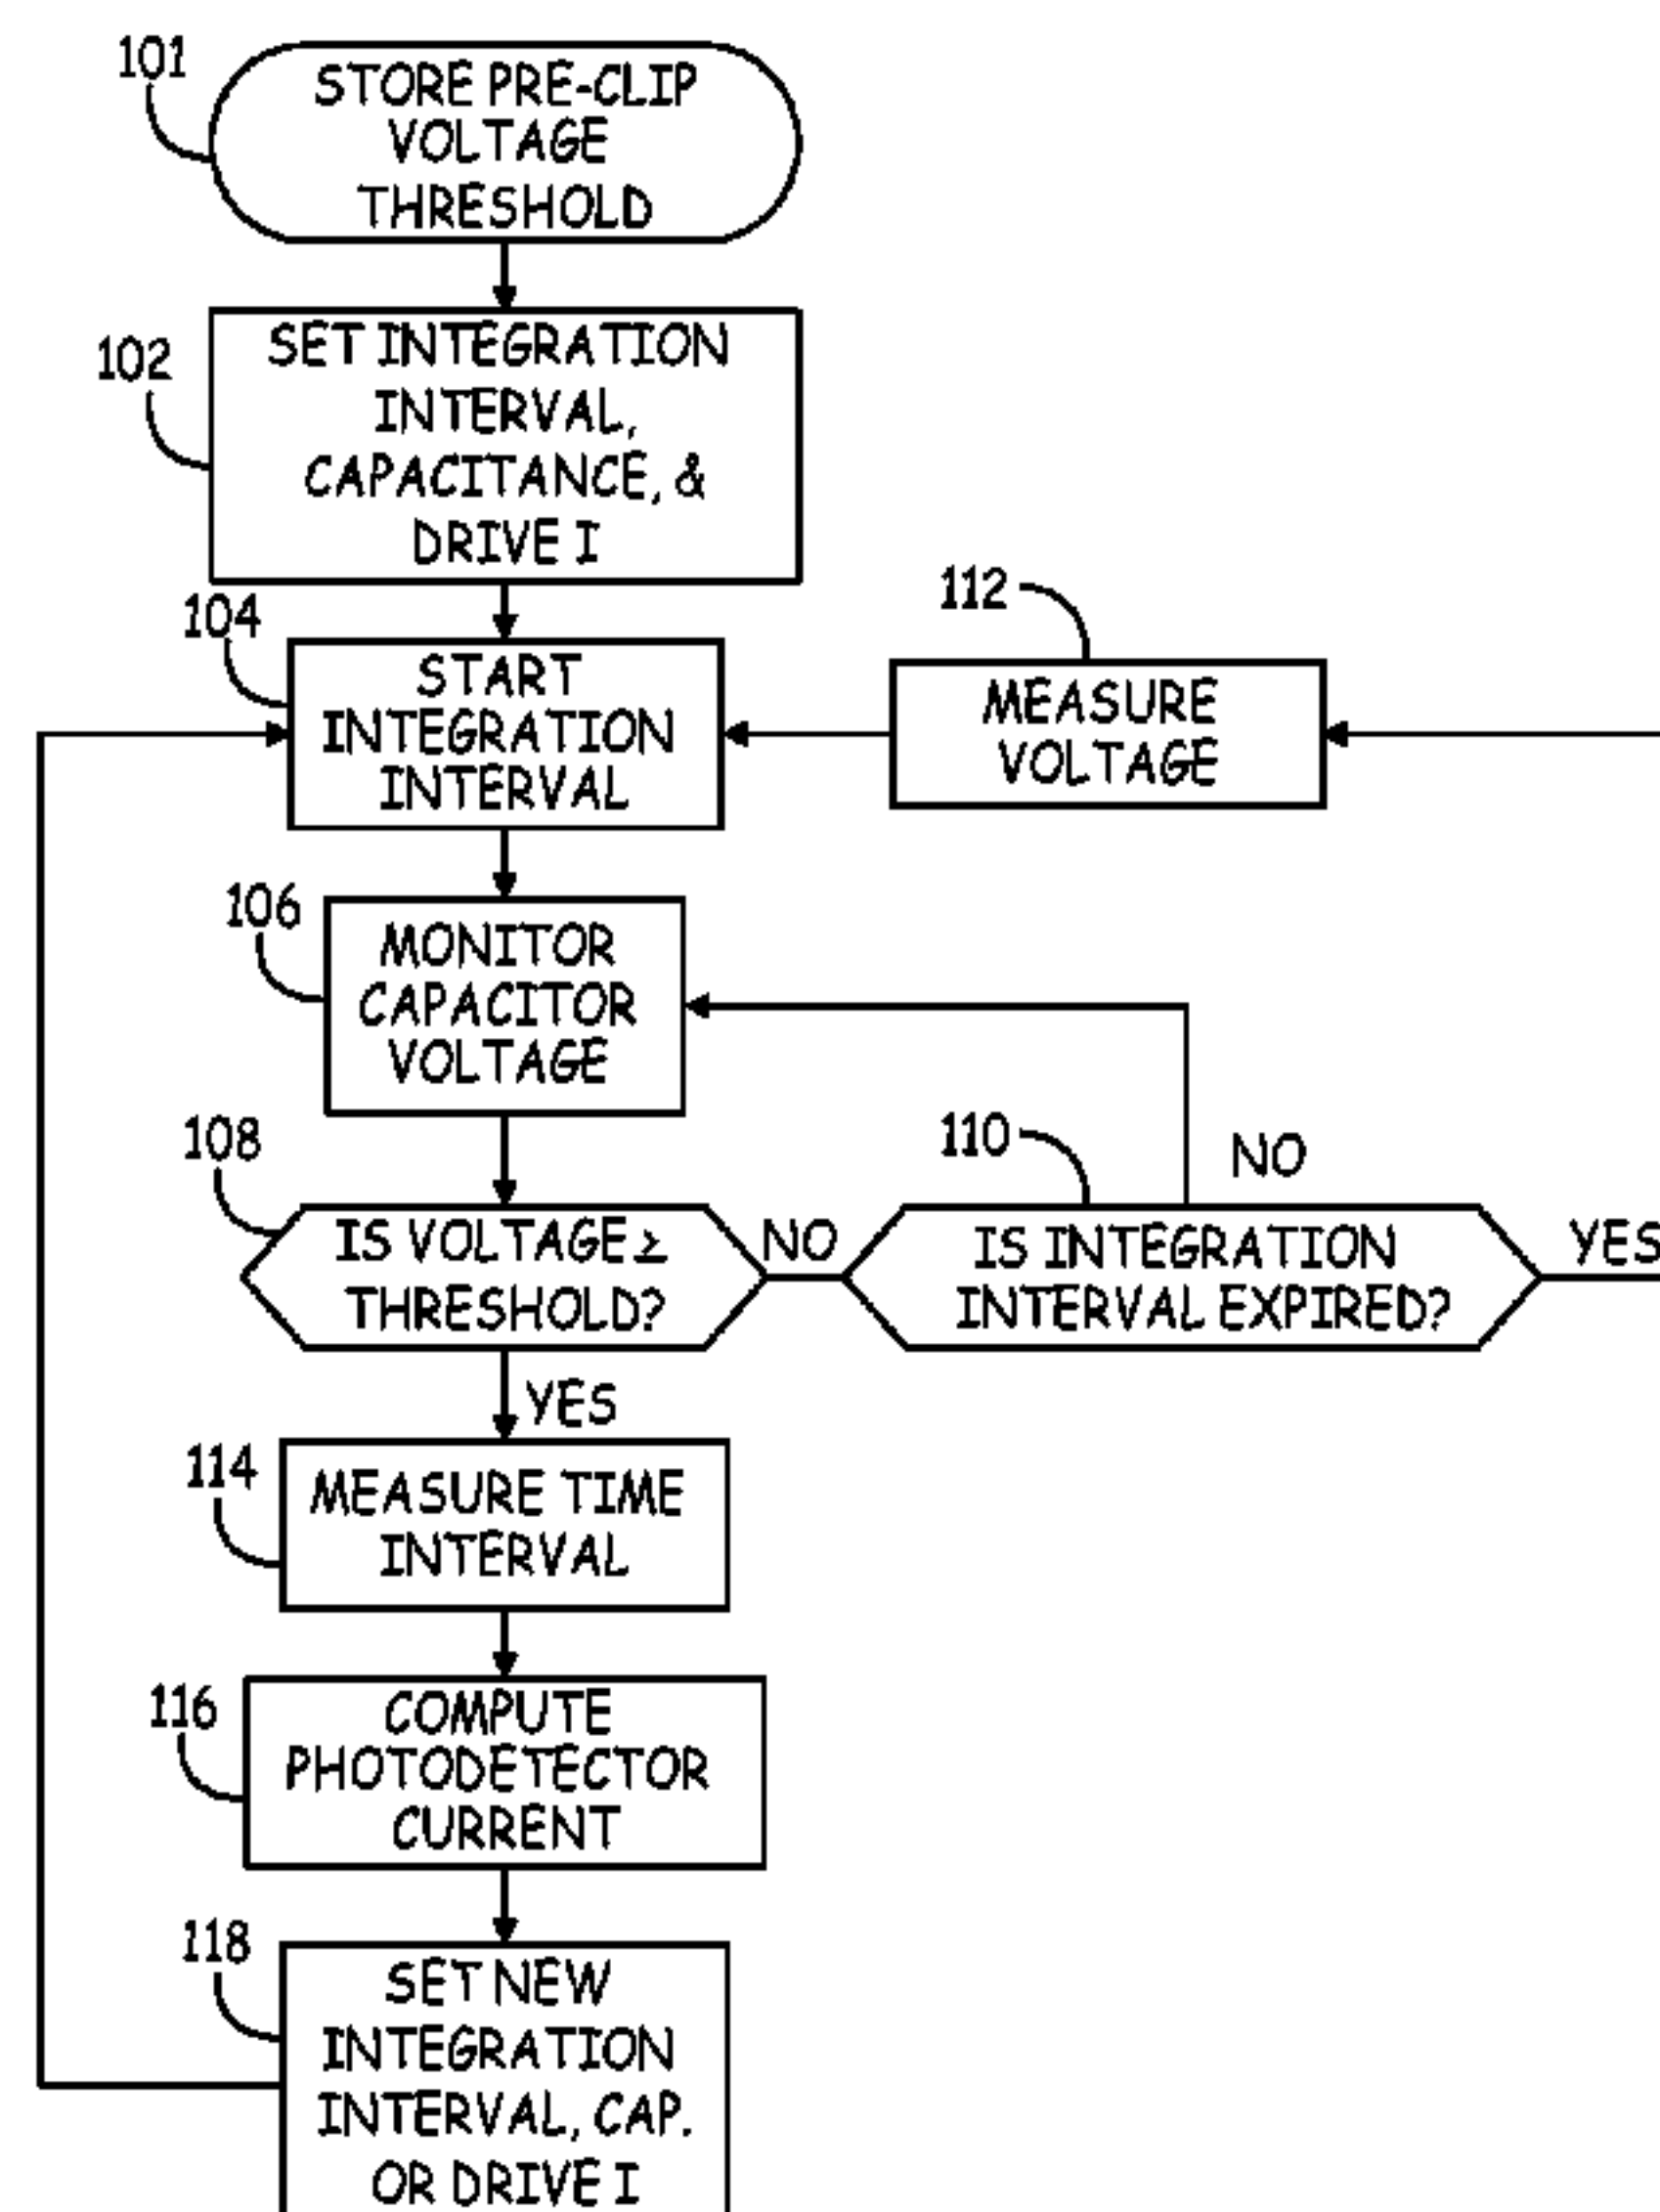 101
STORE PRE-CLIP
VOLTAGE
THRESHOLD
102
SET INTEGRATION
INTERVAL,
CAPACITANCE, &
DRIVE I
104
START
INTEGRATION
INTERVAL
112
MEASURE
VOLTAGE
106
MONITOR
CAPACITOR
VOLTAGE
108
IS VOLTAGE ≥
THRESHOLD?
NO
110
IS INTEGRATION
INTERVAL EXPIRED?
NO
YES
YES
114
MEASURE TIME
INTERVAL
116
COMPUTE
PHOTODETECTOR
CURRENT
118
SET NEW
INTEGRATION
INTERVAL, CAP.
OR DRIVE I